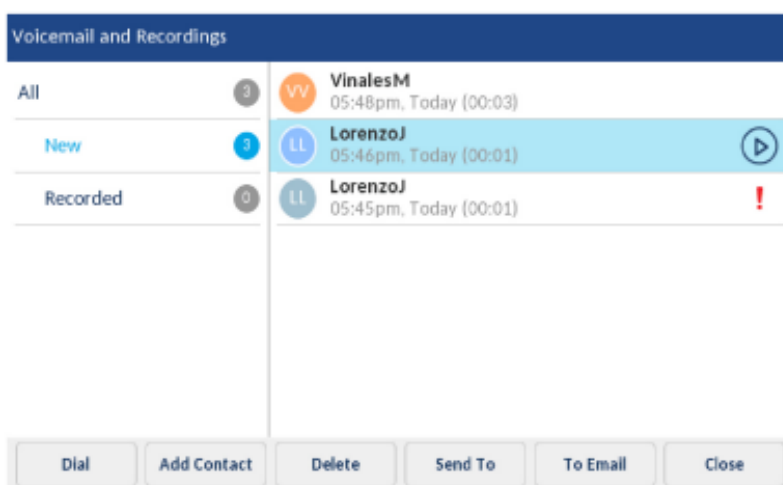 Voicemail and Recordings
All 3
New 3
Recorded 0
VV VinalesM
05:48pm, Today (00:03)
LL LorenzoJ
05:46pm, Today (00:01)
LL LorenzoJ
05:45pm, Today (00:01) !
Dial Add Contact Delete Send To To Email Close